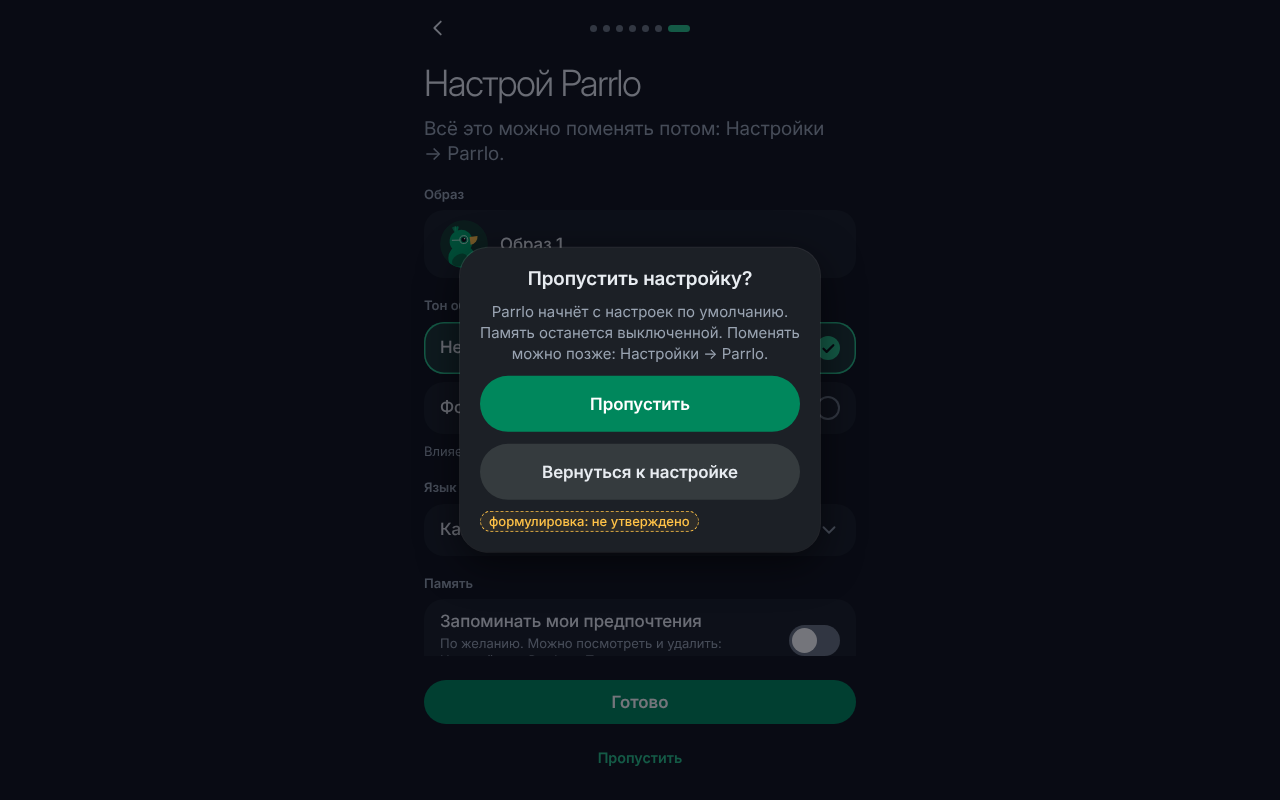 Настрой Parrlo
Всё это можно поменять потом: Настройки
→ Parrlo.
Образ
Образ 1
Пропустить настройку?
Parrlo начнёт с настроек по умолчанию.
Память останется выключенной. Поменять
можно позже: Настройки → Parrlo.
Пропустить
Вернуться к настройке
формулировка: не утверждено
Тон
Язык
Память
Запоминать мои предпочтения
По желанию. Можно посмотреть и удалить:
Готово
Пропустить